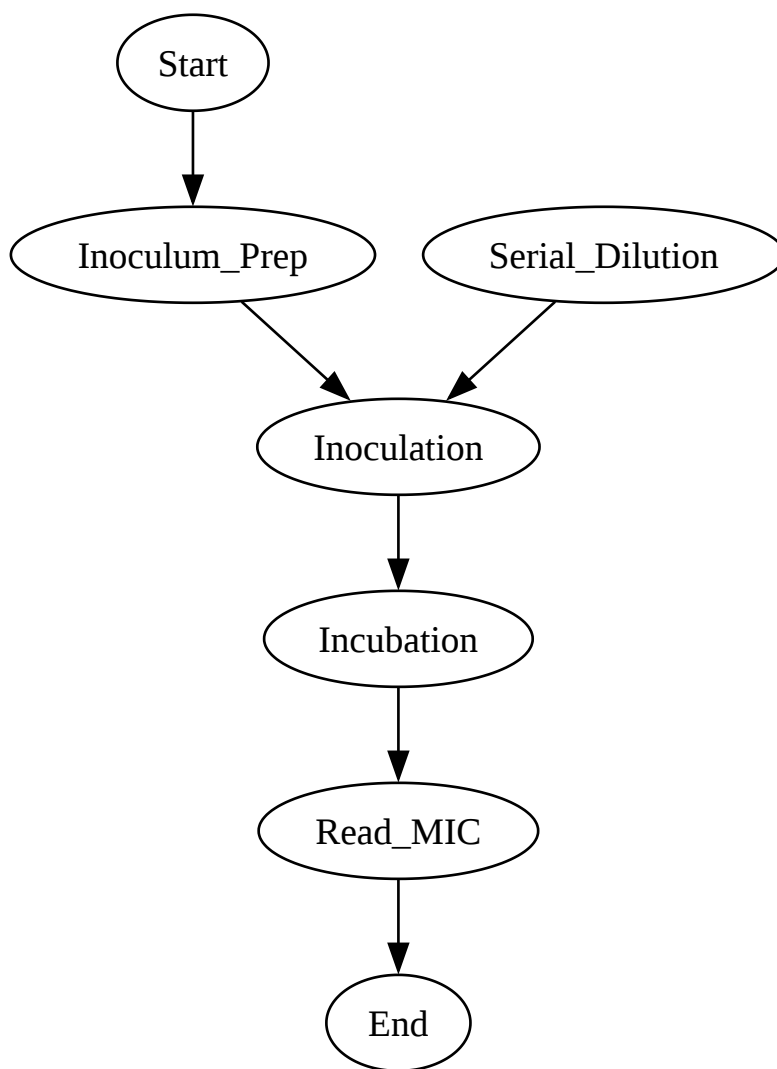 Start
Inoculum_Prep
Serial_Dilution
Inoculation
Incubation
Read_MIC
End